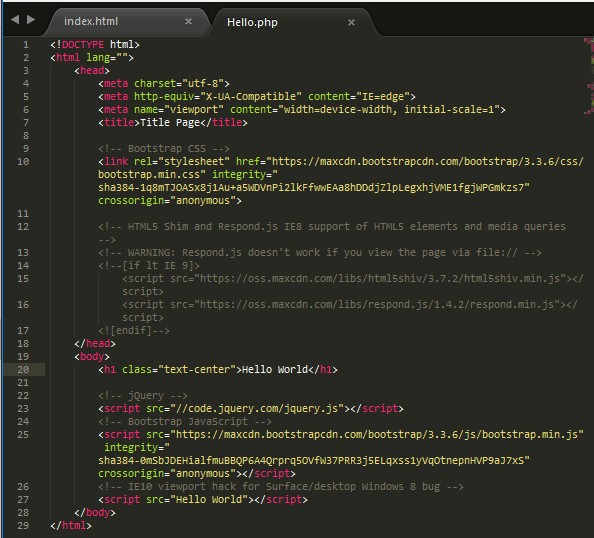 index.html × Hello.php ×
1 <!DOCTYPE html>
2 <html lang="">
3 <head>
4 <meta charset="utf-8">
5 <meta http-equiv="X-UA-Compatible" content="IE=edge">
6 <meta name="viewport" content="width=device-width, initial-scale=1">
7 <title>Title Page</title>
8
9 <!-- Bootstrap CSS -->
10 <link rel="stylesheet" href="https://maxcdn.bootstrapcdn.com/bootstrap/3.3.6/css/
bootstrap.min.css" integrity="
sha384-1q8mTJOASx8j1Au+a5WDVnPi2lkFfwwEAa8hDDdjZlpLegxhjVME1fgjWPGmkzs7"
crossorigin="anonymous">
11
12 <!-- HTML5 Shim and Respond.js IE8 support of HTML5 elements and media queries
-->
13 <!-- WARNING: Respond.js doesn't work if you view the page via file:// -->
14 <!--[if lt IE 9]>
15 <script src="https://oss.maxcdn.com/libs/html5shiv/3.7.2/html5shiv.min.js"></
script>
16 <script src="https://oss.maxcdn.com/libs/respond.js/1.4.2/respond.min.js"></
script>
17 <![endif]-->
18 </head>
19 <body>
20 <h1 class="text-center">Hello World</h1>
21
22 <!-- jQuery -->
23 <script src="//code.jquery.com/jquery.js"></script>
24 <!-- Bootstrap JavaScript -->
25 <script src="https://maxcdn.bootstrapcdn.com/bootstrap/3.3.6/js/bootstrap.min.js"
integrity="
sha384-0mSbJDEHialfmuBBQP6A4Qrprq5OVfW37PRR3j5ELqxss1yVqOtnepnHVP9aJ7xS"
crossorigin="anonymous"></script>
26 <!-- IE10 viewport hack for Surface/desktop Windows 8 bug -->
27 <script src="Hello World"></script>
28 </body>
29 </html>